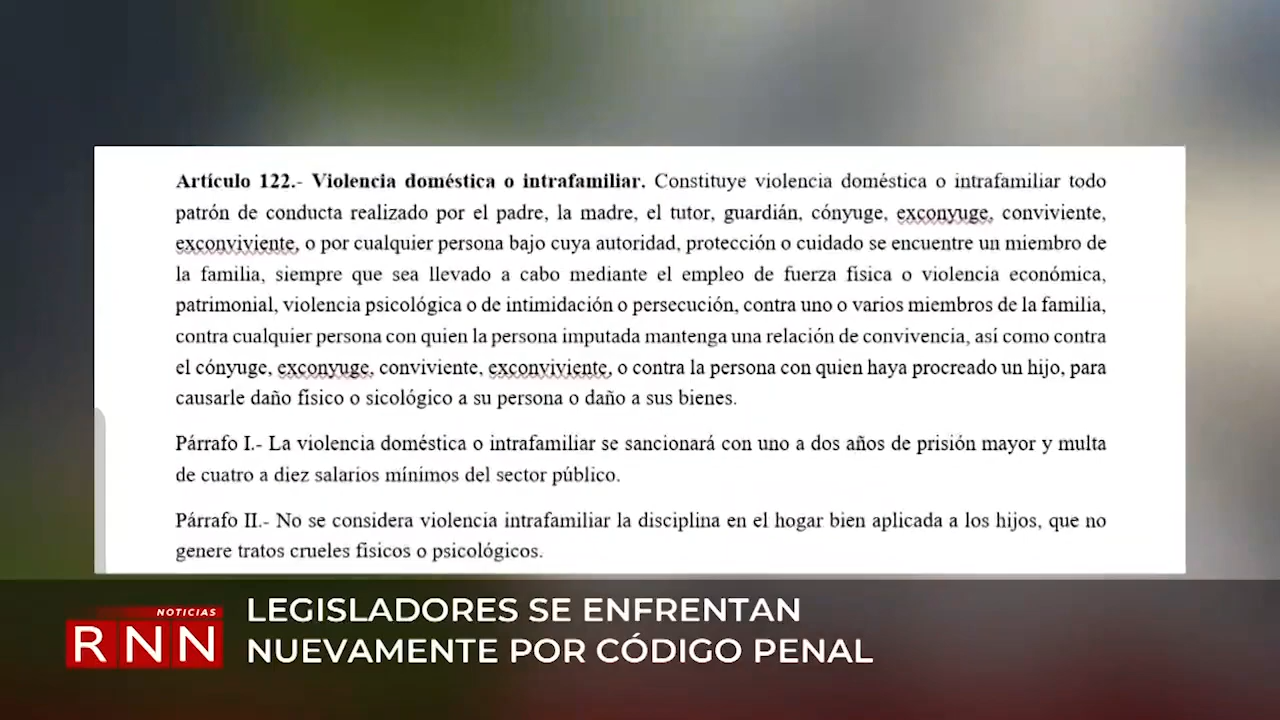 Artículo 122.- Violencia doméstica o intrafamiliar. Constituye violencia doméstica o intrafamiliar todo
patrón de conducta realizado por el padre, la madre, el tutor, guardián, cónyuge, exconyuge, conviviente,
exconviviente, o por cualquier persona bajo cuya autoridad, protección o cuidado se encuentre un miembro de
la familia, siempre que sea llevado a cabo mediante el empleo de fuerza física o violencia económica,
patrimonial, violencia psicológica o de intimidación o persecución, contra uno o varios miembros de la familia,
contra cualquier persona con quien la persona imputada mantenga una relación de convivencia, así como contra
el cónyuge, exconyuge, conviviente, exconviviente, o contra la persona con quien haya procreado un hijo, para
causarle daño físico o sicológico a su persona o daño a sus bienes.
Párrafo I.- La violencia doméstica o intrafamiliar se sancionará con uno a dos años de prisión mayor y multa
de cuatro a diez salarios mínimos del sector público.
Párrafo II.- No se considera violencia intrafamiliar la disciplina en el hogar bien aplicada a los hijos, que no
genere tratos crueles físicos o psicológicos.
NOTICIAS
RNN
LEGISLADORES SE ENFRENTAN
NUEVAMENTE POR CÓDIGO PENAL